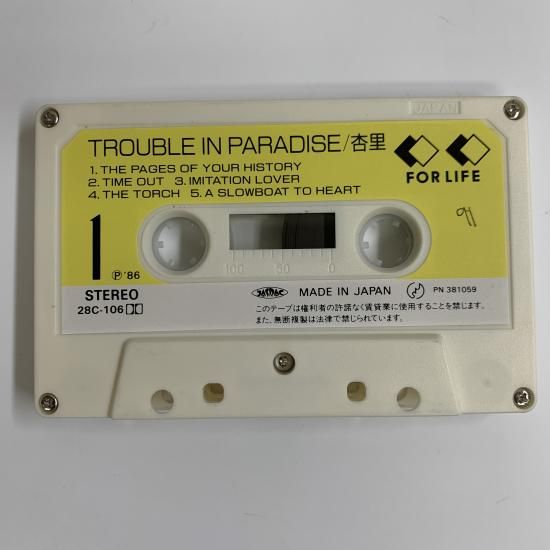 JAPAN
TROUBLE IN PARADISE/杏里
1. THE PAGES OF YOUR HISTORY
2. TIME OUT 3. IMITATION LOVER
4. THE TORCH 5. A SLOWBOAT TO HEART
FOR LIFE
1
Ⓟ'86
100 50 0
STEREO
28C-106
JASRAC
MADE IN JAPAN
PN 381059
このテープは権利者の許諾なく賃貸業に使用することを禁じます。
また、無断複製は法律で禁じられています。